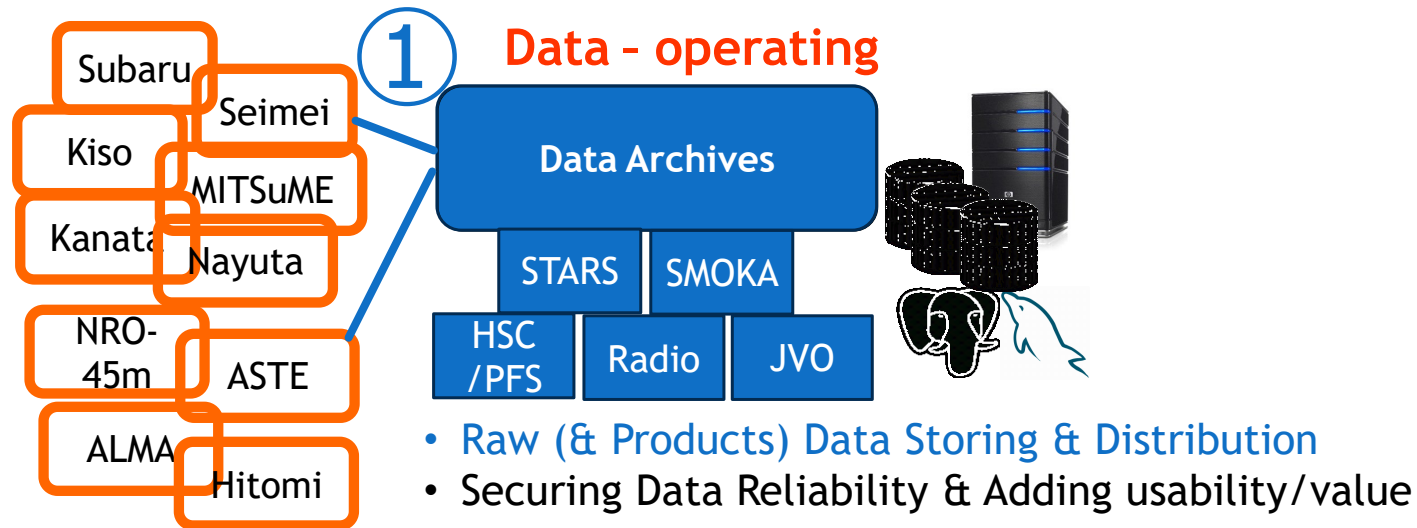 ①
Data - operating
Subaru
Seimei
Kiso
MITSuME
Kanata
Nayuta
NRO-
45m
ASTE
ALMA
Hitomi
Data Archives
STARS
SMOKA
HSC
/PFS
Radio
JVO
• Raw (& Products) Data Storing & Distribution
• Securing Data Reliability & Adding usability/value